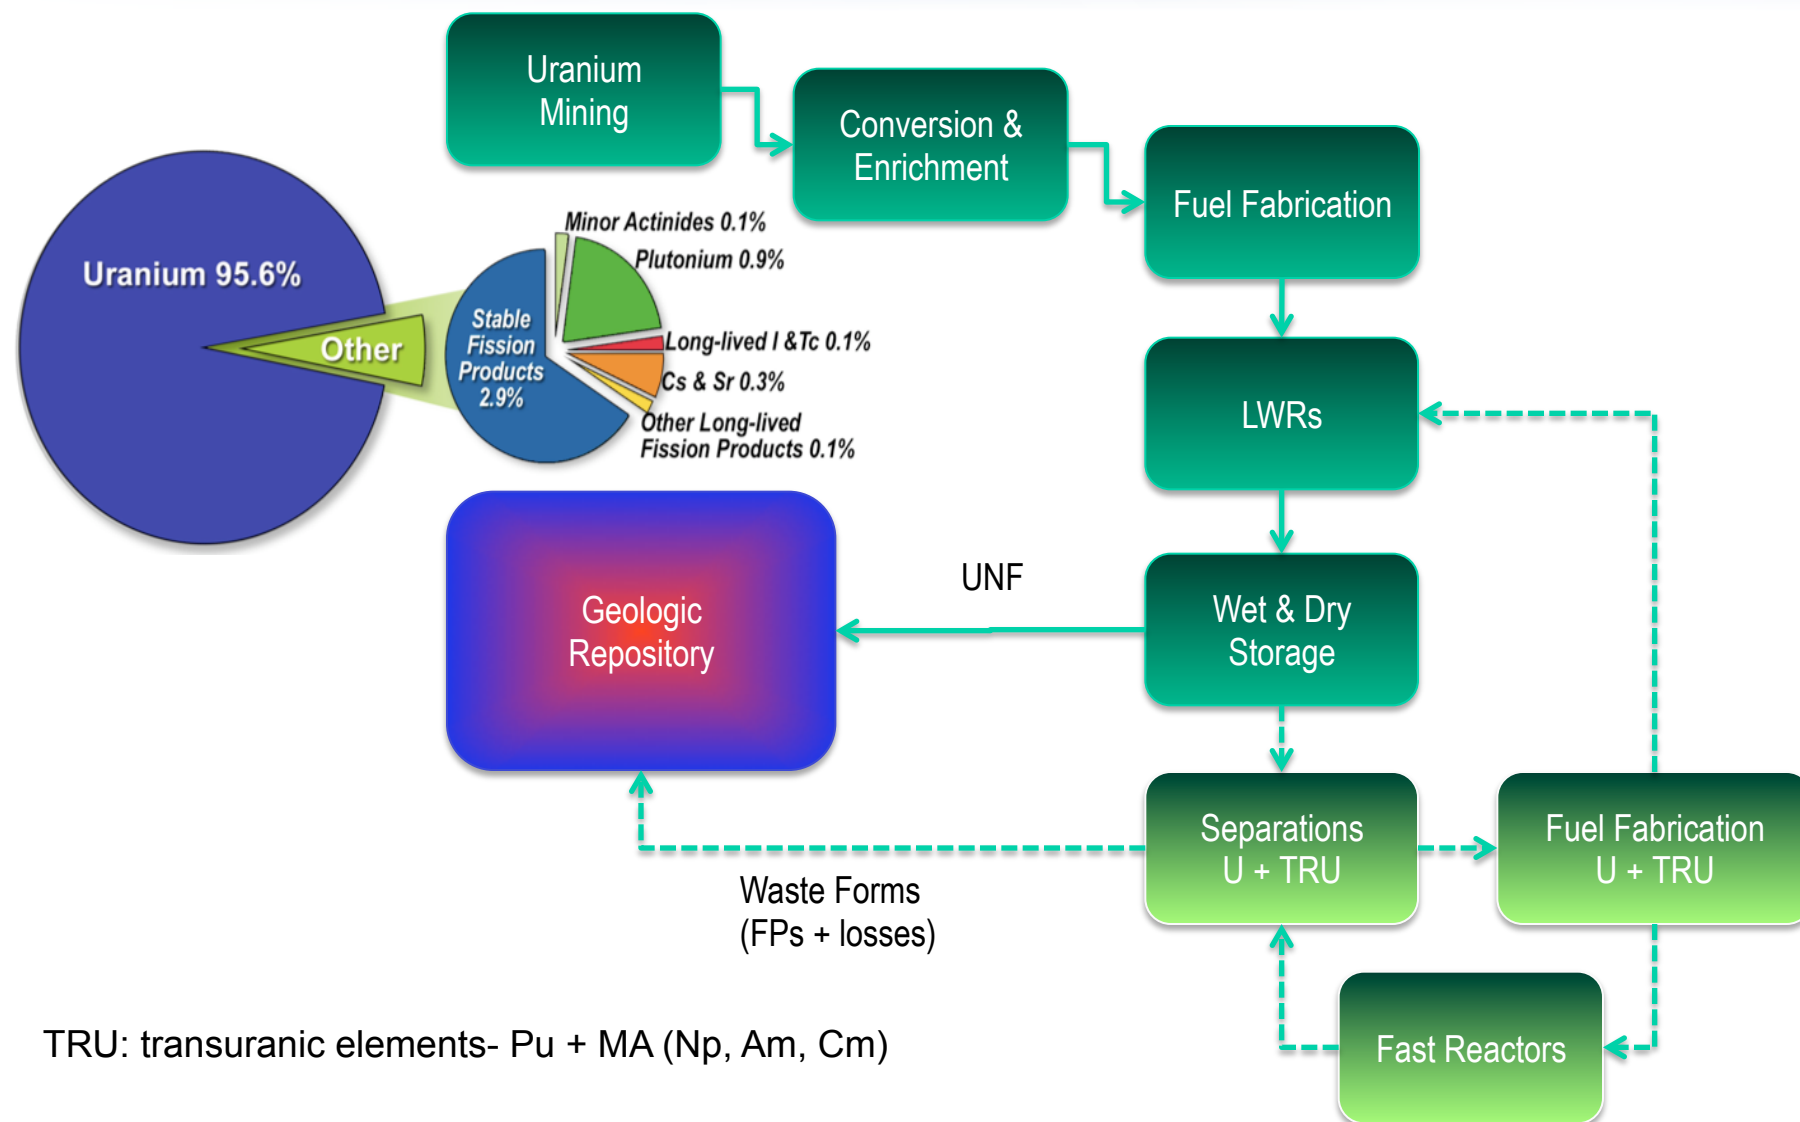 Uranium
Mining
Conversion &
Enrichment
Fuel Fabrication
Uranium 95.6%
Other
Minor Actinides 0.1%
Plutonium 0.9%
Stable
Fission
Products
2.9%
Long-lived I &Tc 0.1%
Cs & Sr 0.3%
Other Long-lived
Fission Products 0.1%
LWRs
Geologic
Repository
UNF
Wet & Dry
Storage
Separations
U + TRU
Fuel Fabrication
U + TRU
Waste Forms
(FPs + losses)
Fast Reactors
TRU: transuranic elements- Pu + MA (Np, Am, Cm)